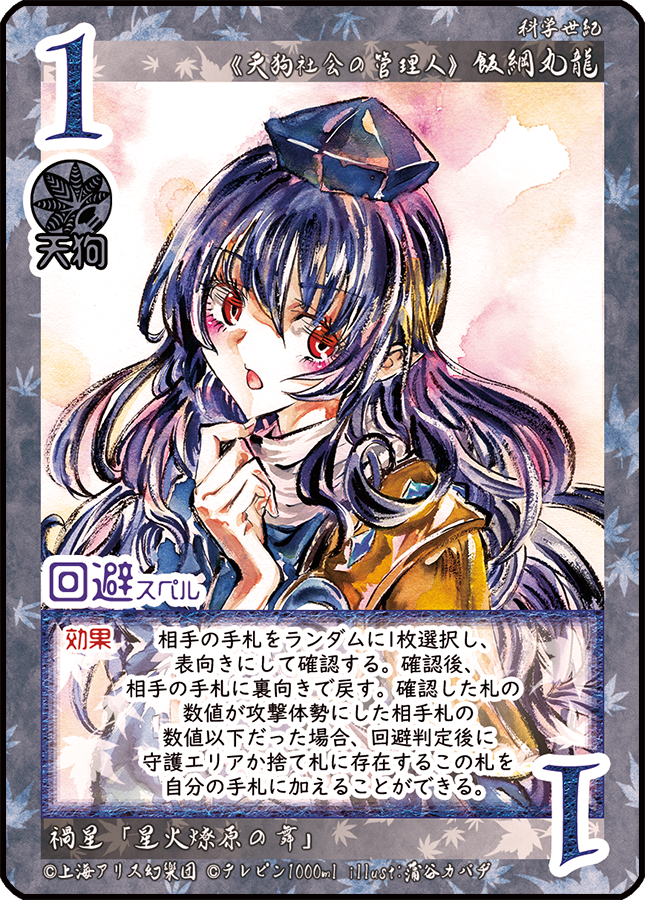 1
科学世紀
《天狗社会の管理人》 飯綱丸龍
天狗
回避スペル
効果
相手の手札をランダムに1枚選択し、
表向きにして確認する。確認後、
相手の手札に裏向きで戻す。確認した札の
数値が攻撃体勢にした相手札の
数値以下だった場合、回避判定後に
守護エリアか捨て札に存在するこの札を
自分の手札に加えることができる。
1
禍星「星火燎原の舞」
©上海アリス幻樂団 ©テレピン1000ml illust:蒲谷カバヂ